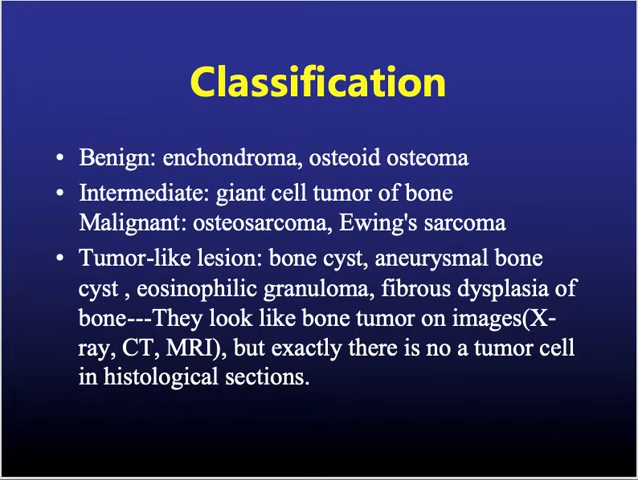 Classification
• Benign: enchondroma, osteoid osteoma
• Intermediate: giant cell tumor of bone
Malignant: osteosarcoma, Ewing's sarcoma
• Tumor-like lesion: bone cyst, aneurysmal bone
cyst , eosinophilic granuloma, fibrous dysplasia of
bone---They look like bone tumor on images(X-
ray, CT, MRI), but exactly there is no a tumor cell
in histological sections.